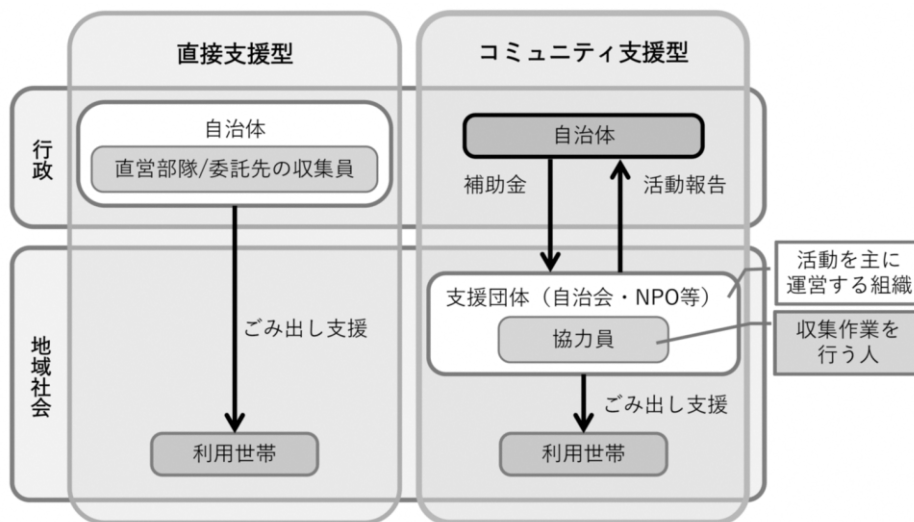 直接支援型
コミュニティ支援型
行政
自治体
直営部隊/委託先の収集員
自治体
補助金
活動報告
地域社会
ごみ出し支援
利用世帯
支援団体（自治会・NPO等）
協力員
ごみ出し支援
利用世帯
活動を主に
運営する組織
収集作業を
行う人